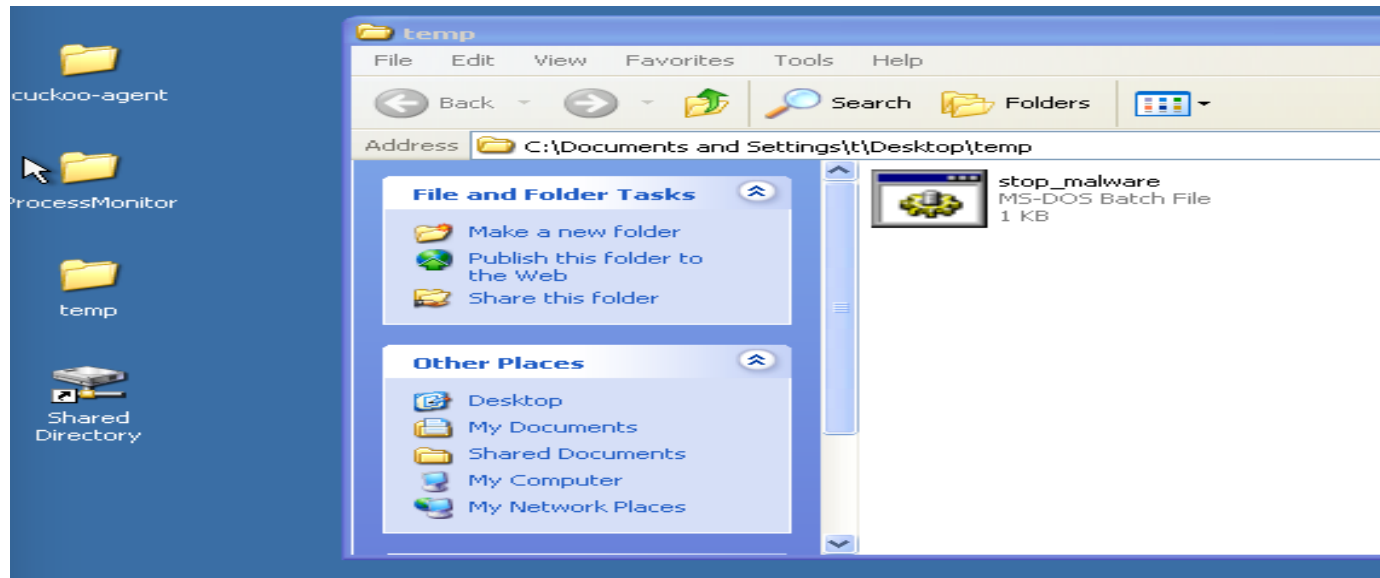 cuckoo-agent
ProcessMonitor
temp
Shared
Directory
temp
File Edit View Favorites Tools Help
Back Search Folders
Address C:\Documents and Settings\t\Desktop\temp
File and Folder Tasks
Make a new folder
Publish this folder to
the Web
Share this folder
Other Places
Desktop
My Documents
Shared Documents
My Computer
My Network Places
stop_malware
MS-DOS Batch File
1 KB